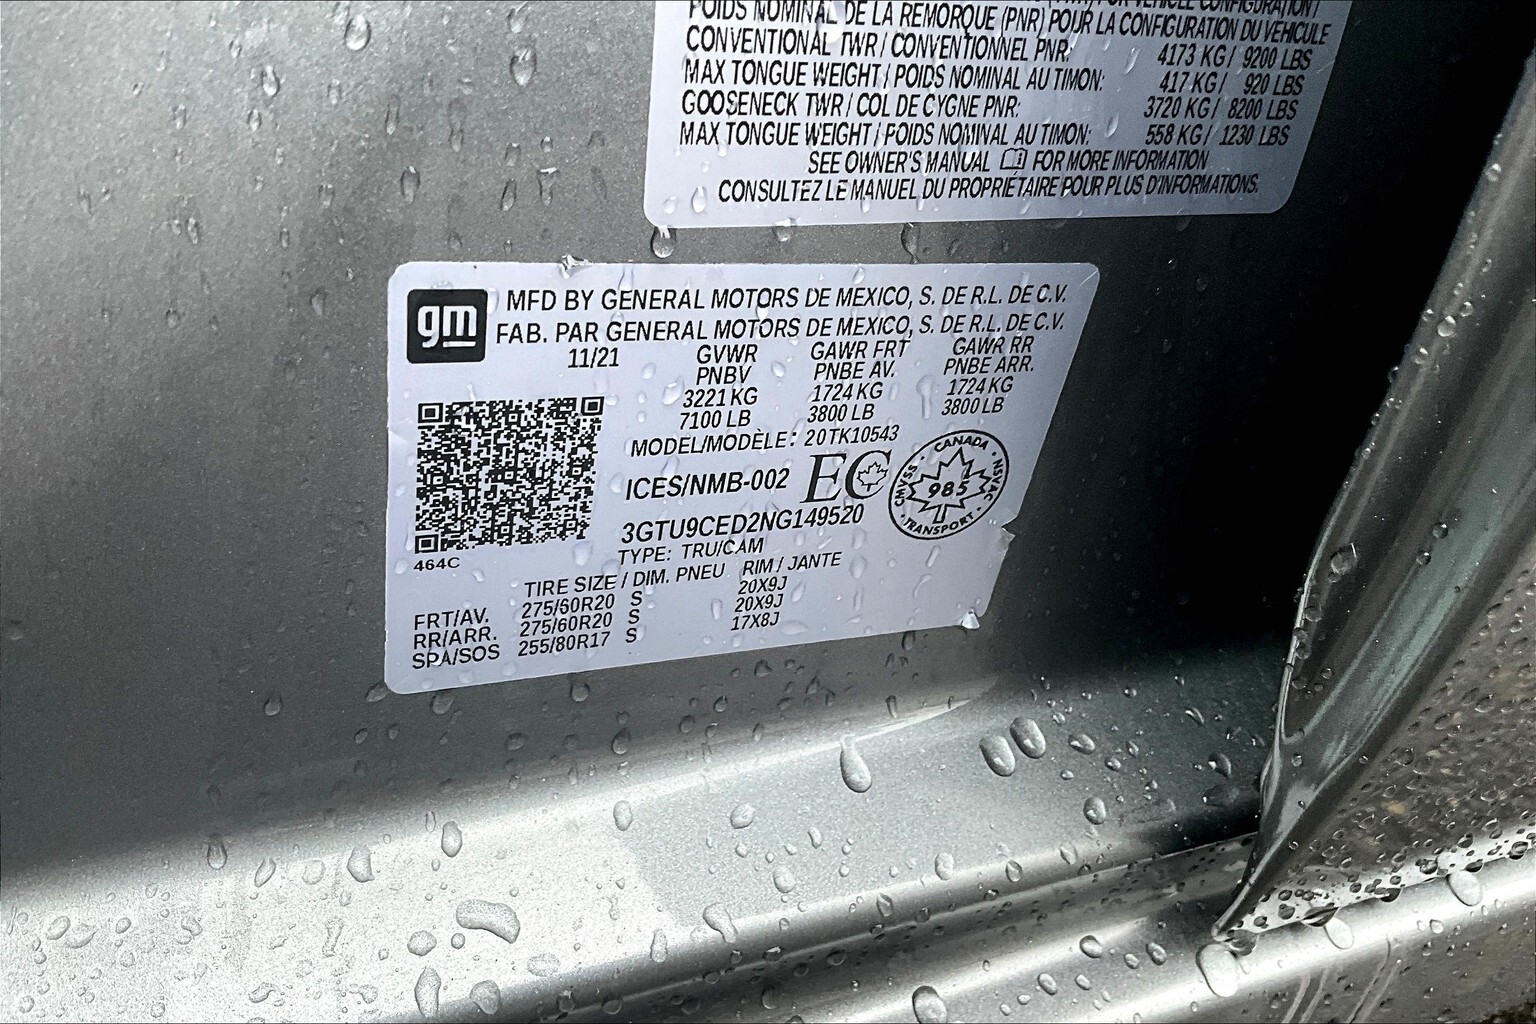 POIDS NOMINAL DE LA REMORQUE (PNR) POUR LA CONFIGURATION DU VÉHICULE
CONVENTIONAL TWR / CONVENTIONNEL PNR: 4173 KG / 9200 LBS
MAX TONGUE WEIGHT / POIDS NOMINAL AU TIMON: 417 KG / 920 LBS
GOOSENECK TWR / COL DE CYGNE PNR: 3720 KG / 8200 LBS
MAX TONGUE WEIGHT / POIDS NOMINAL AU TIMON: 558 KG / 1230 LBS
SEE OWNER'S MANUAL FOR MORE INFORMATION
CONSULTEZ LE MANUEL DU PROPRIÉTAIRE POUR PLUS D'INFORMATIONS.
gm
MFD BY GENERAL MOTORS DE MEXICO, S. DE R.L. DE C.V.
FAB. PAR GENERAL MOTORS DE MEXICO, S. DE R.L. DE C.V.
11/21 GVWR GAWR FRT GAWR RR
PNBV PNBE AV. PNBE ARR.
3221 KG 1724 KG 1724 KG
7100 LB 3800 LB 3800 LB
MODEL/MODÈLE: 20TK10543
ICES/NMB-002 EC
CANADA
CMVSS 985 NSVAC
TRANSPORT
3GTU9CED2NG149520
TYPE: TRU/CAM
464C
TIRE SIZE / DIM. PNEU RIM / JANTE
FRT/AV. 275/60R20 S 20X9J
RR/ARR. 275/60R20 S 20X9J
SPA/SOS 255/80R17 S 17X8J